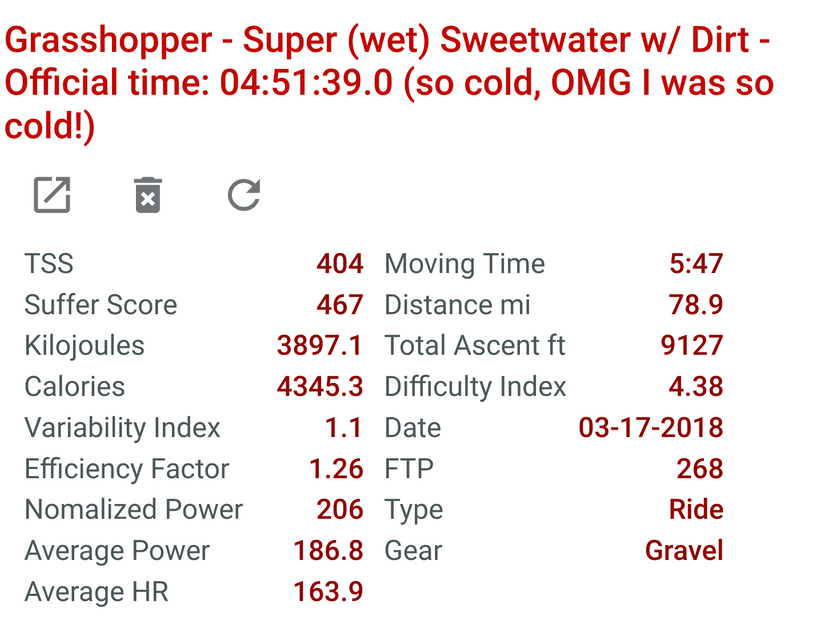 Grasshopper - Super (wet) Sweetwater w/ Dirt -
Official time: 04:51:39.0 (so cold, OMG I was so
cold!)
TSS 404 Moving Time 5:47
Suffer Score 467 Distance mi 78.9
Kilojoules 3897.1 Total Ascent ft 9127
Calories 4345.3 Difficulty Index 4.38
Variability Index 1.1 Date 03-17-2018
Efficiency Factor 1.26 FTP 268
Nomalized Power 206 Type Ride
Average Power 186.8 Gear Gravel
Average HR 163.9